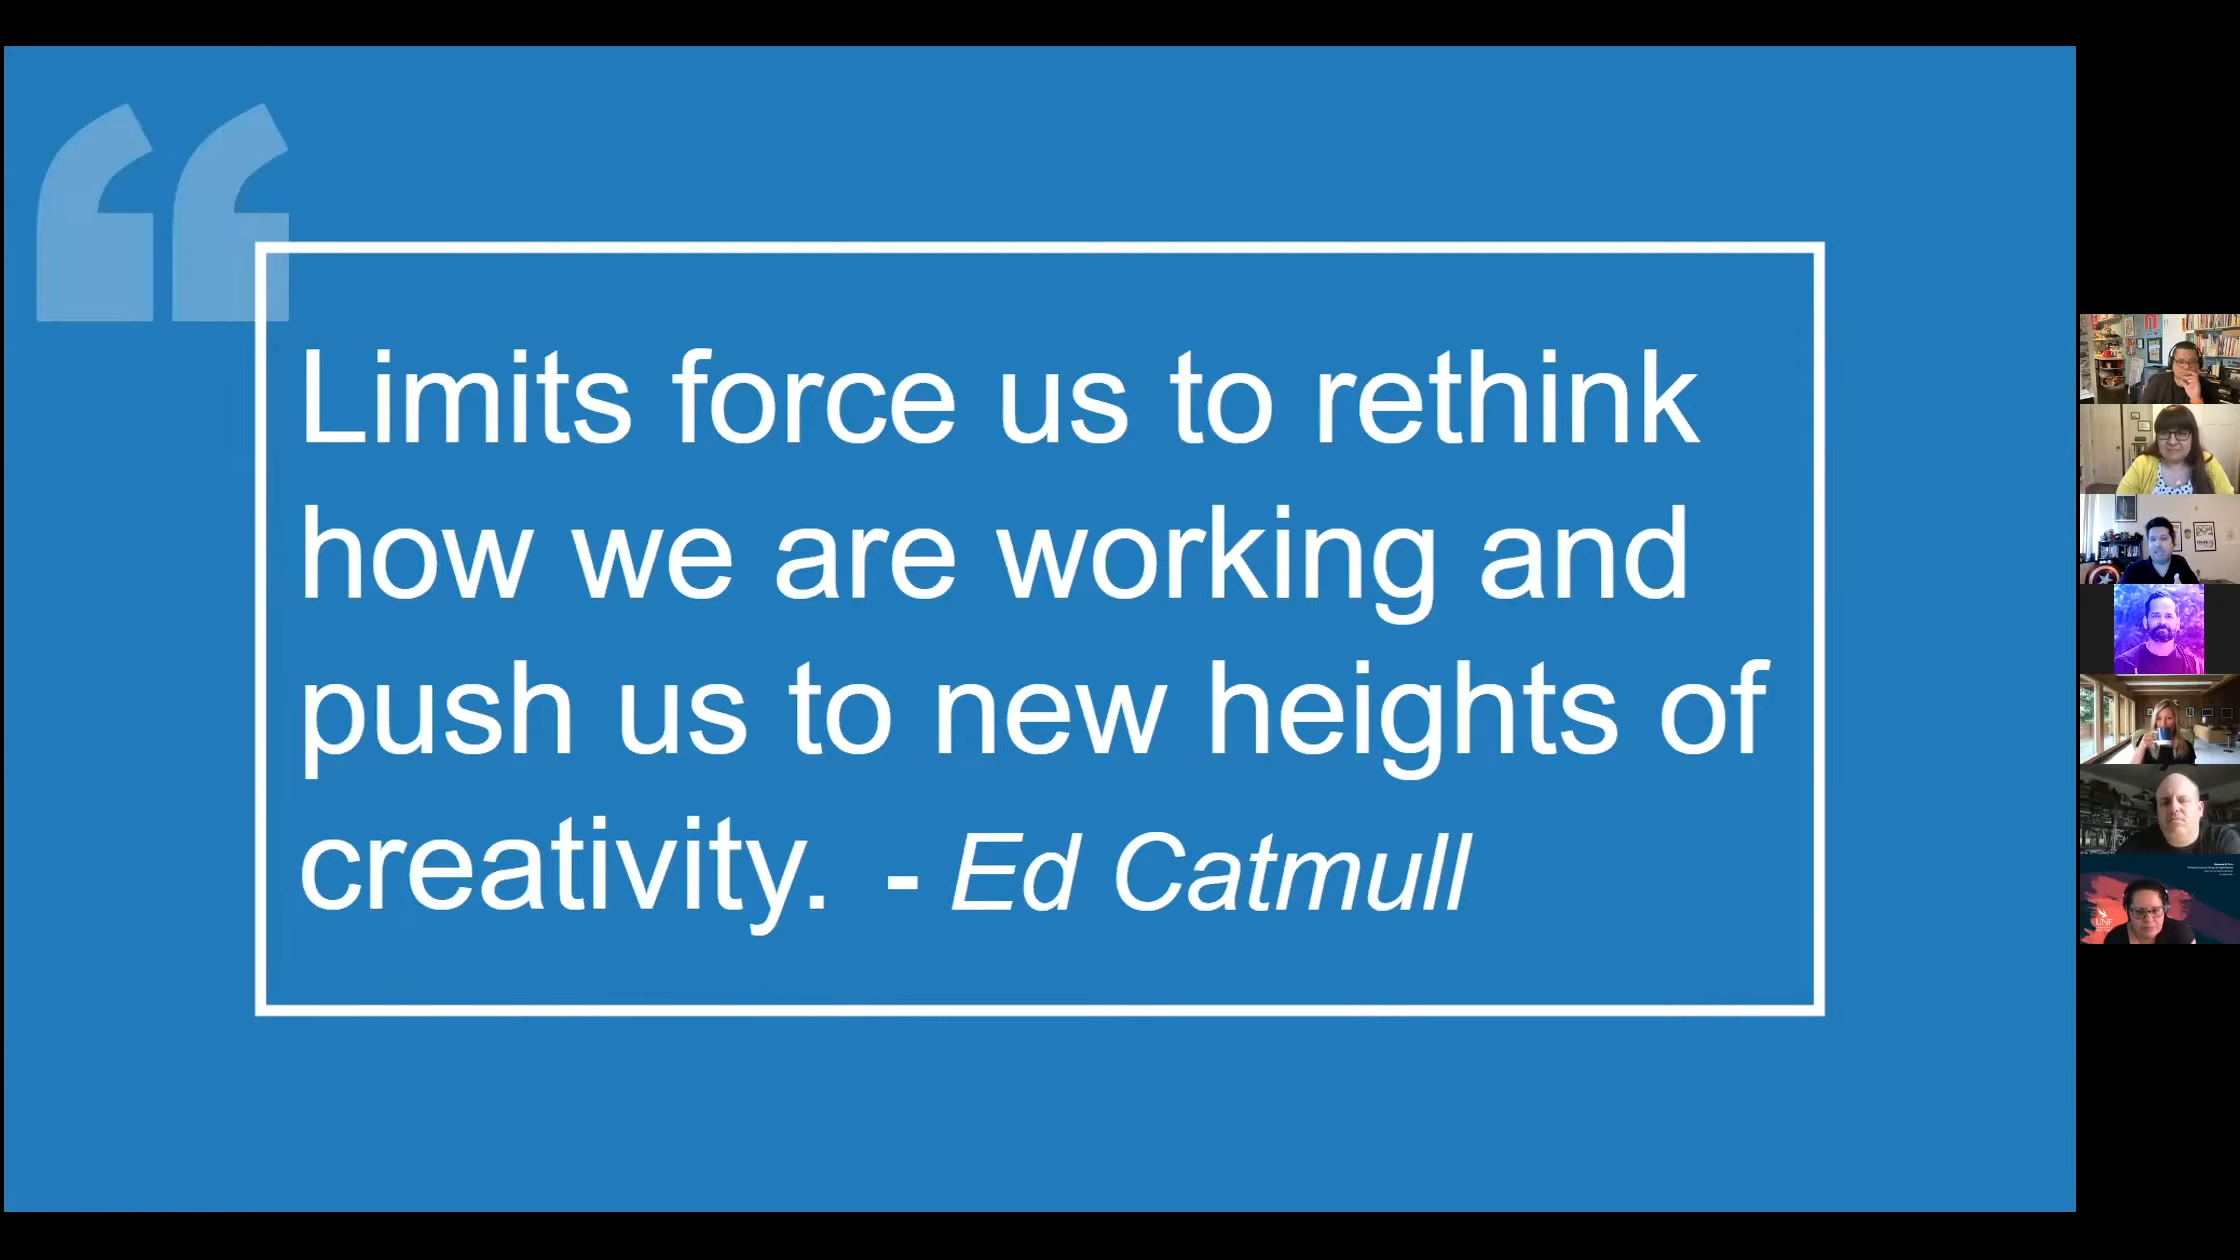 “
Limits force us to rethink
how we are working and
push us to new heights of
creativity. - Ed Catmull
UNF